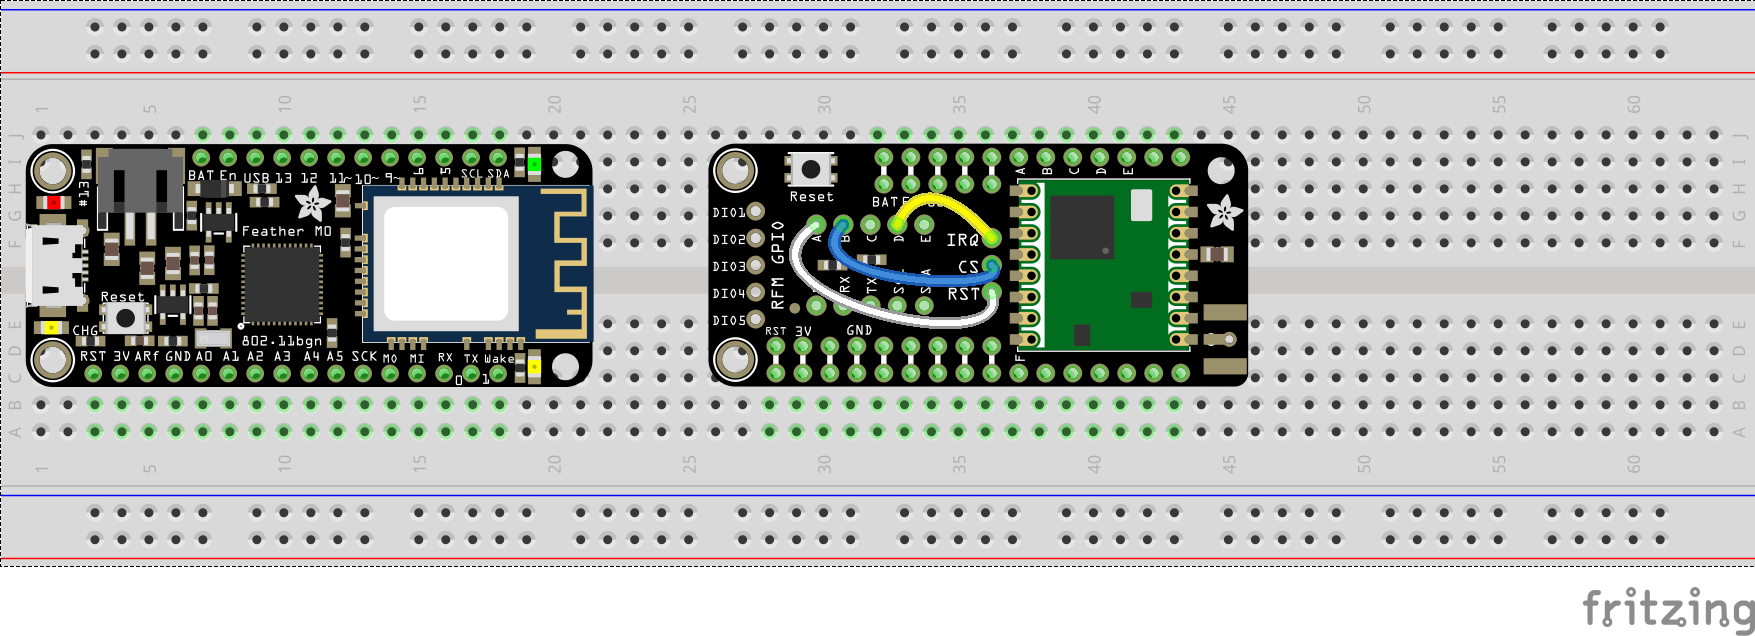 1 5 10 15 20 25 30 35 40 45 50 55 60
J J
I I
H H
G G
F F
E E
D D
C C
B B
A A
BAT En USB 13 12 11~ 10~ 9~ 6 5 SCL SDA
#13
Feather M0
Reset
CHG
802.11bgn
RST 3V ARf GND A0 A1 A2 A3 A4 A5 SCK M0 MI RX TX Wake
0 1
Reset
BAT
A B C D E
DIO1
DIO2
DIO3
DIO4
DIO5
RFM GPIO
A B C D E
IRQ
CS
RST
RX TX
RST 3V GND
F
1 5 10 15 20 25 30 35 40 45 50 55 60
fritzing